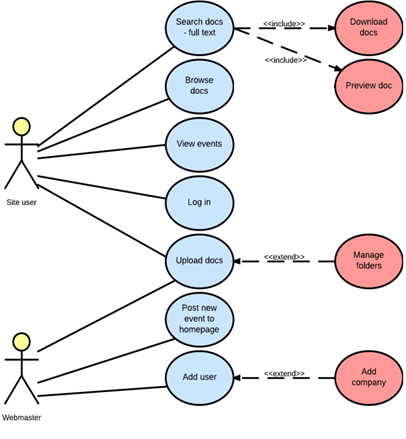 Search docs
- full text
<<include>>
Download
docs
<<include>>
Browse
docs
Preview doc
View events
Site user
Log in
Upload docs
<<extend>>
Manage
folders
Post new
event to
homepage
Add user
<<extend>>
Add
company
Webmaster